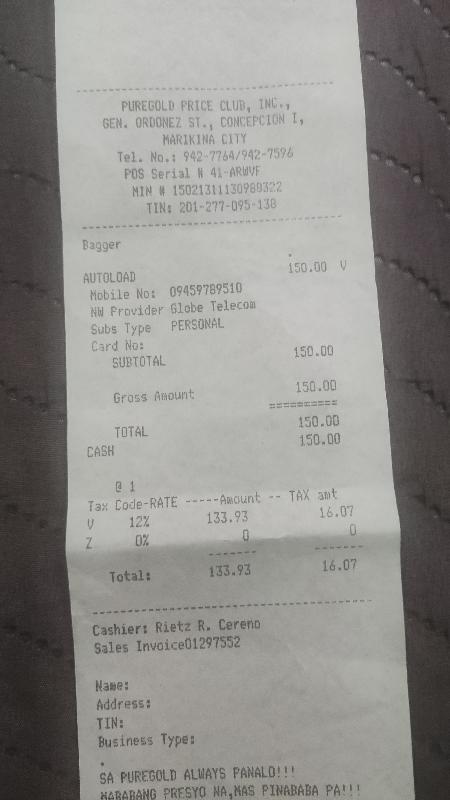 PUREGOLD PRICE CLUB, INC.,
GEN. ORDONEZ ST., CONCEPCION I,
MARIKINA CITY
Tel. No.: 942-7764/942-7596
POS Serial # 41-ARWVF
MIN # 15021311130988322
TIN: 201-277-095-138
Bagger
AUTOLOAD 150.00 V
Mobile No: 09459789510
NW Provider Globe Telecom
Subs Type PERSONAL
Card No:
SUBTOTAL 150.00
Gross Amount 150.00
==========
TOTAL 150.00
CASH 150.00
@ 1
Tax Code-RATE -----Amount -- TAX amt
V 12% 133.93 16.07
Z 0% 0 0
Total: 133.93 16.07
Cashier: Rietz R. Cereno
Sales Invoice01297552
Name:
Address:
TIN:
Business Type:
.
SA PUREGOLD ALWAYS PANALO!!!
MABABANG PRESYO NA,MAS PINABABA PA!!!